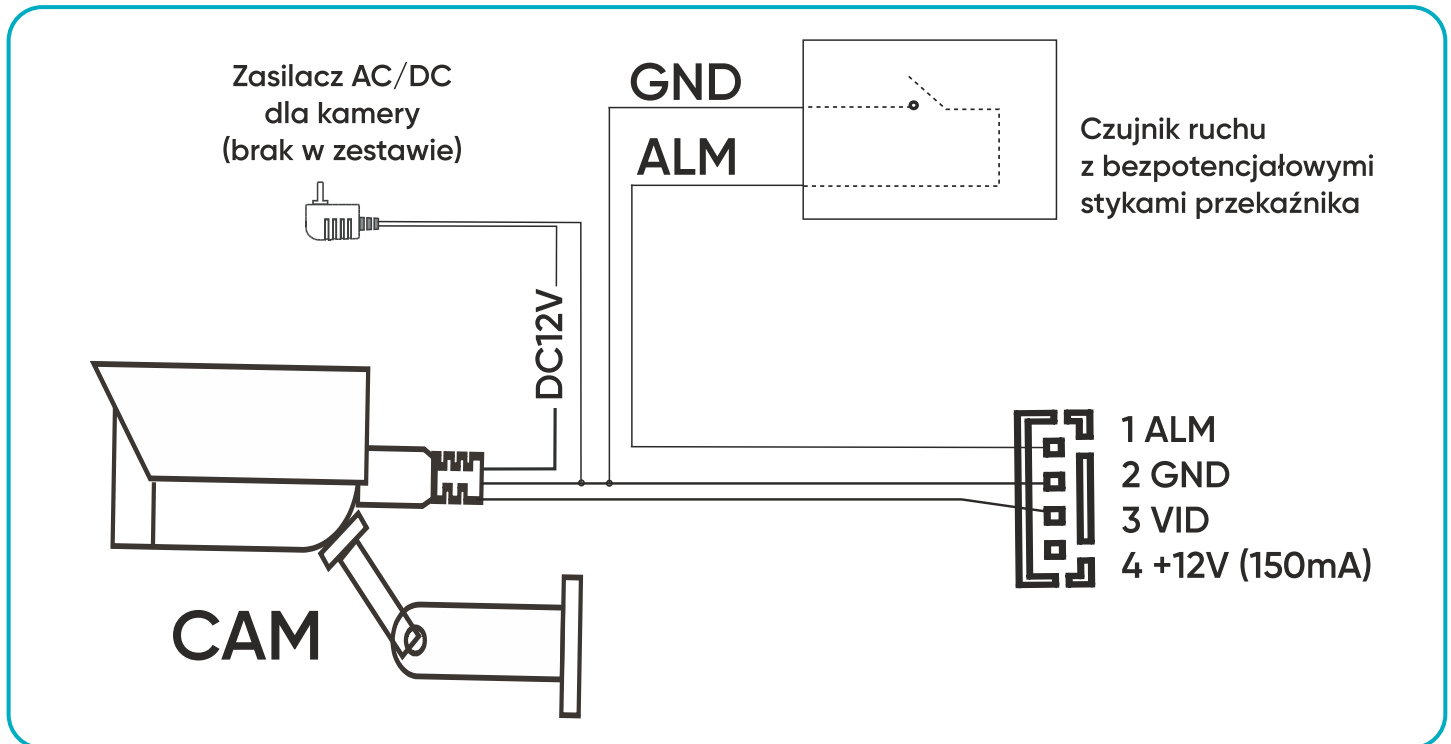 Zasilacz AC/DC
dla kamery
(brak w zestawie)
GND
ALM
Czujnik ruchu
z bezpotencjałowymi
stykami przekaźnika
DC12V
1 ALM
2 GND
3 VID
4 +12V (150mA)
CAM